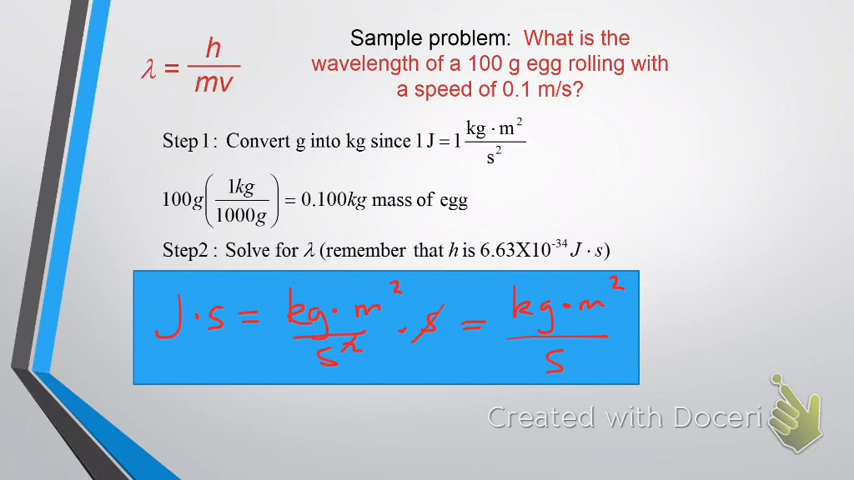 λ = h / mv
Sample problem: What is the
wavelength of a 100 g egg rolling with
a speed of 0.1 m/s?
Step 1: Convert g into kg since 1 J = 1 kg · m² / s²
100g (1kg / 1000g) = 0.100kg mass of egg
Step2 : Solve for λ (remember that h is 6.63X10⁻³⁴ J · s)
J · s = kg · m² / s² · s = kg · m² / s
Created with Doceri